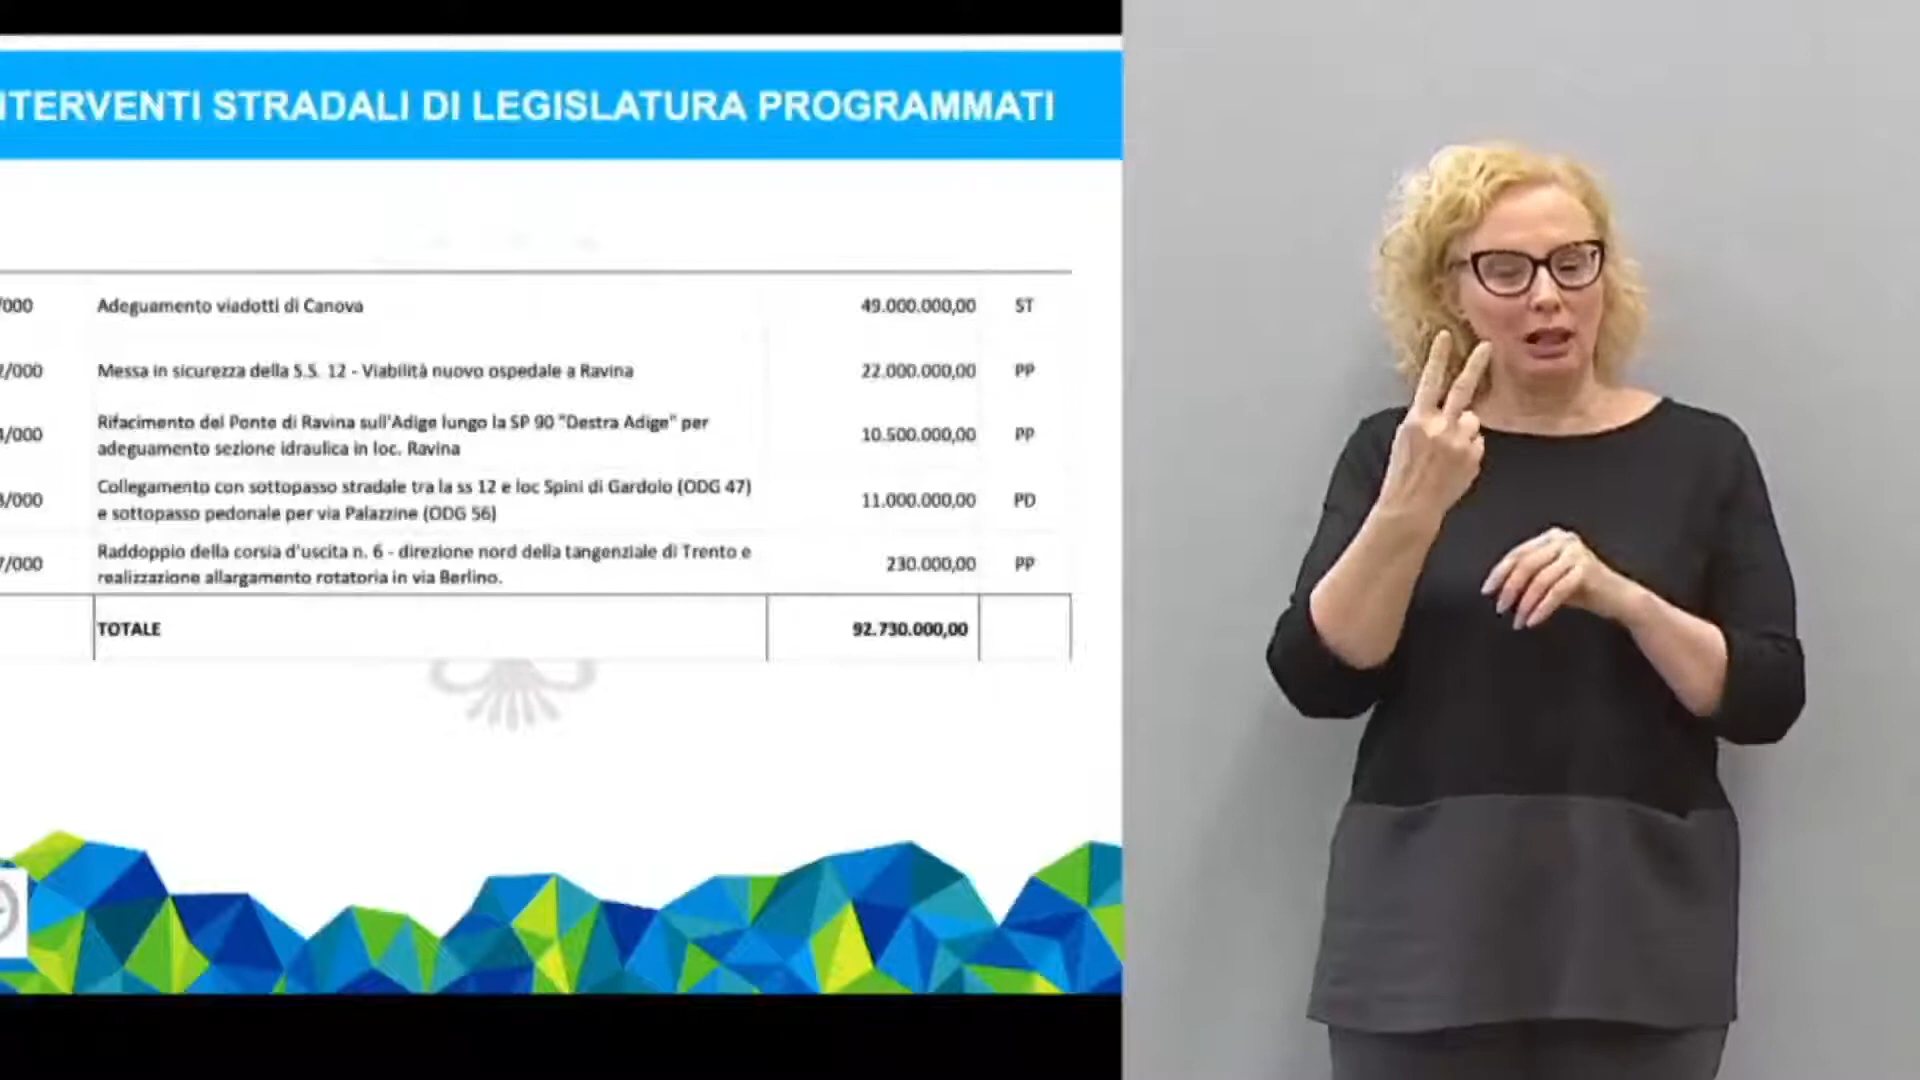 NTERVENTI STRADALI DI LEGISLATURA PROGRAMMATI
/000 Adeguamento viadotti di Canova 49.000.000,00 ST
2/000 Messa in sicurezza della S.S. 12 - Viabilità nuovo ospedale a Ravina 22.000.000,00 PP
Rifacimento del Ponte di Ravina sull'Adige lungo la SP 90 "Destra Adige" per
4/000 adeguamento sezione idraulica in loc. Ravina 10.500.000,00 PP
Collegamento con sottopasso stradale tra la ss 12 e loc Spini di Gardolo (ODG 47)
/000 e sottopasso pedonale per via Palazzine (ODG 56) 11.000.000,00 PD
Raddoppio della corsia d'uscita n. 6 - direzione nord della tangenziale di Trento e
7/000 realizzazione allargamento rotatoria in via Berlino. 230.000,00 PP
TOTALE 92.730.000,00